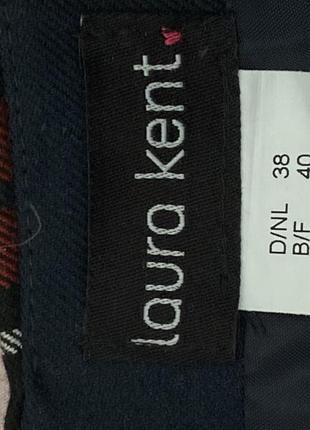 laura kent
D/NL 38
B/F 40